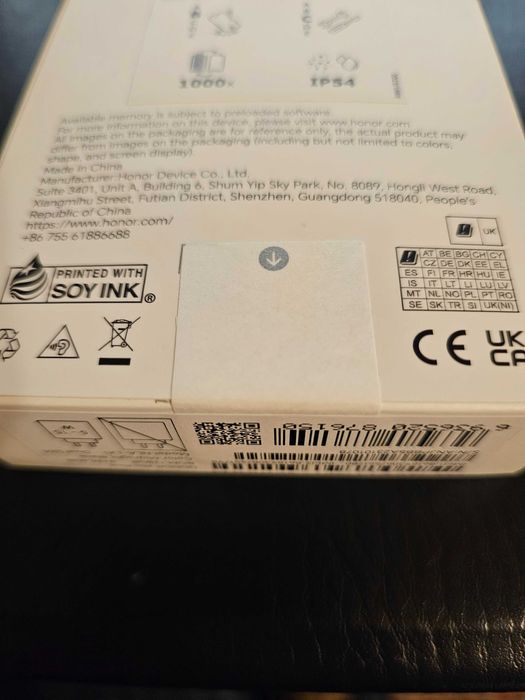 1000x
IP54
Available memory is subject to preloaded software.
For more information on this device, please visit www.honor.com
All images on the packaging are for reference only, the actual product may
differ from images on the packaging (including but not limited to colors,
shape, and screen display).
Made in China
Manufacturer: Honor Device Co., Ltd.
Suite 3401, Unit A, Building 6, Shum Yip Sky Park, No. 8089, Hongli West Road,
Xiangmihu Street, Futian District, Shenzhen, Guangdong 518040, People's
Republic of China
https://www.honor.com/
+86 755 61886688
UK
AT BE BG CH CY
CZ DE DK EE EL
ES FI FR HR HU IE
IS IT LT LI LU LV
MT NL NO PL PT RO
SE SK TR SI UK(NI)
PRINTED WITH
SOY INK ®
CE
UK
CA
6 936520 876150